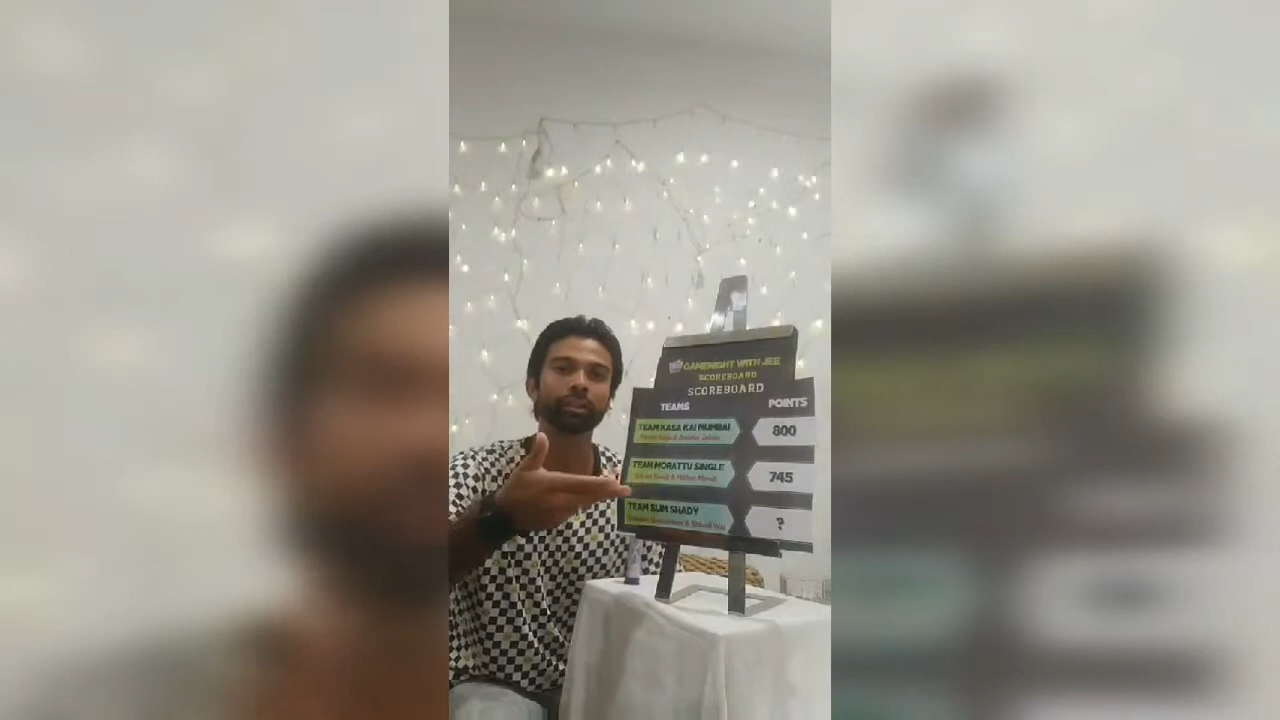 GAMENIGHT WITH JEE
SCOREBOARD
SCOREBOARD
TEAMS POINTS
TEAM KASA KAI MUMBAI 800
TEAM MORATTU SINGLE 745
TEAM SLIM SHADY ?